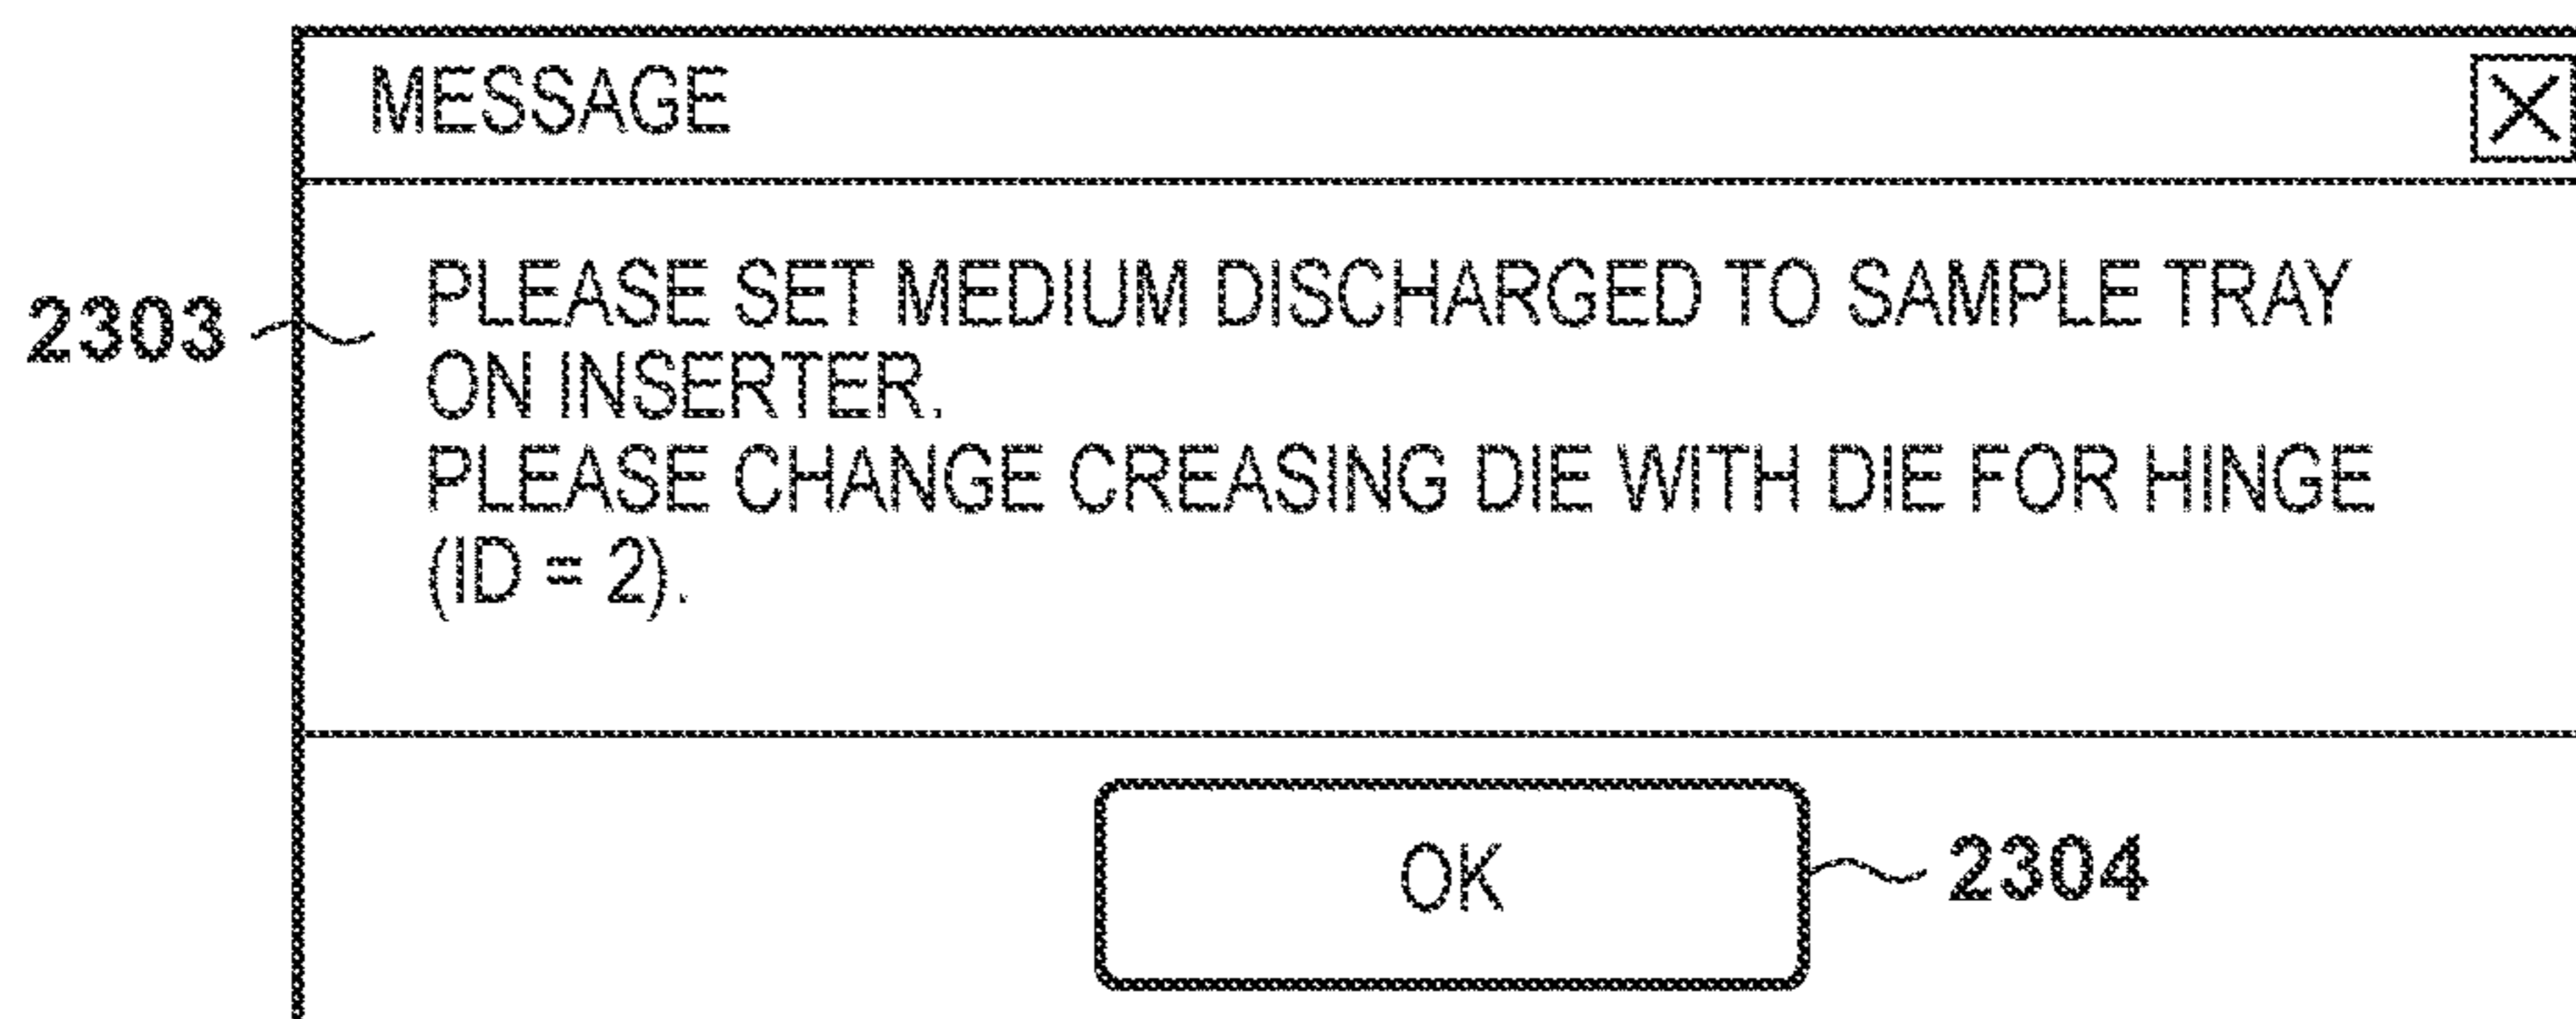 MESSAGE
2303
PLEASE SET MEDIUM DISCHARGED TO SAMPLE TRAY
ON INSERTER.
PLEASE CHANGE CREASING DIE WITH DIE FOR HINGE
(ID = 2).
OK
2304